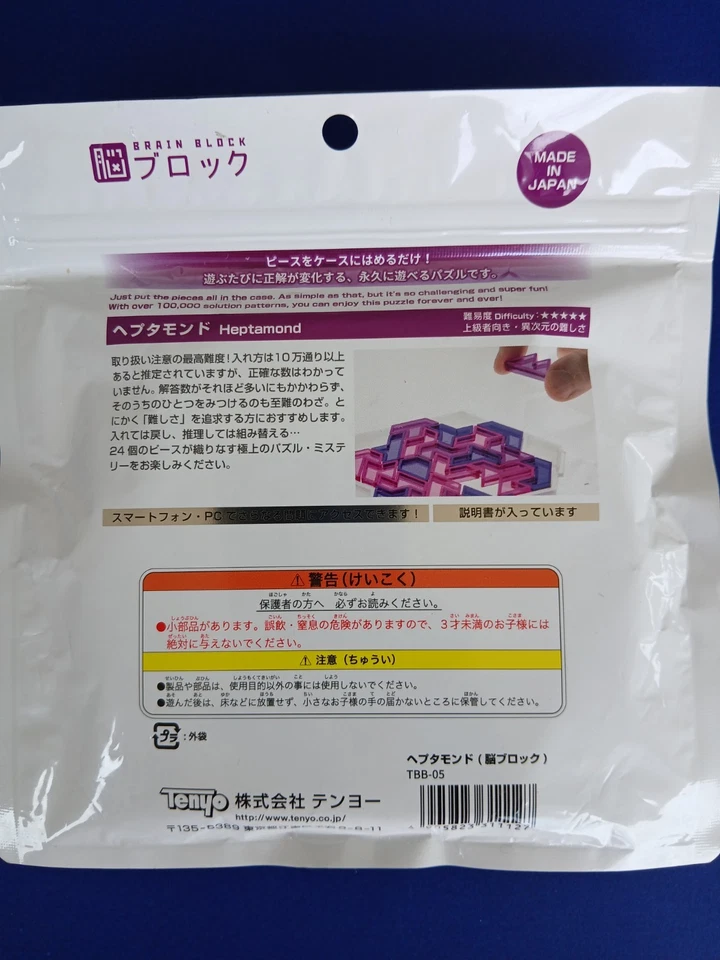 BRAIN BLOCK
脳ブロック
MADE
IN
JAPAN
ピースをケースにはめるだけ！
遊ぶたびに正解が変化する、永久に遊べるパズルです。
Just put the pieces all in the case. As simple as that, but it's so challenging and super fun!
With over 100,000 solution patterns, you can enjoy this puzzle forever and ever!
ヘプタモンド Heptamond
難易度 Difficulty：★★★★★
上級者向き・異次元の難しさ
取り扱い注意の最高難度！入れ方は10万通り以上
あると推定されていますが、正確な数はわかって
いません。解答数がそれほど多いにもかかわらず、
そのうちのひとつをみつけるのも至難のわざ。と
にかく「難しさ」を追求する方におすすめします。
入れては戻し、推理しては組み替える…
24個のピースが織りなす極上のパズル・ミステ
リーをお楽しみください。
スマートフォン・PC アクセスできます！
説明書が入っています
⚠警告(けいこく)
保護者の方へ 必ずお読みください。
●小部品があります。誤飲・窒息の危険がありますので、3才未満のお子様には
絶対に与えないでください。
⚠注意(ちゅうい)
●製品や部品は、使用目的以外の事には使用しないでください。
●遊んだ後は、床などに放置せず、小さなお子様の手の届かないところに保管してください。
プラ：外袋
ヘプタモンド(脳ブロック)
TBB-05
Tenyo 株式会社 テンヨー
http://www.tenyo.co.jp/
〒135-6389
823 311127